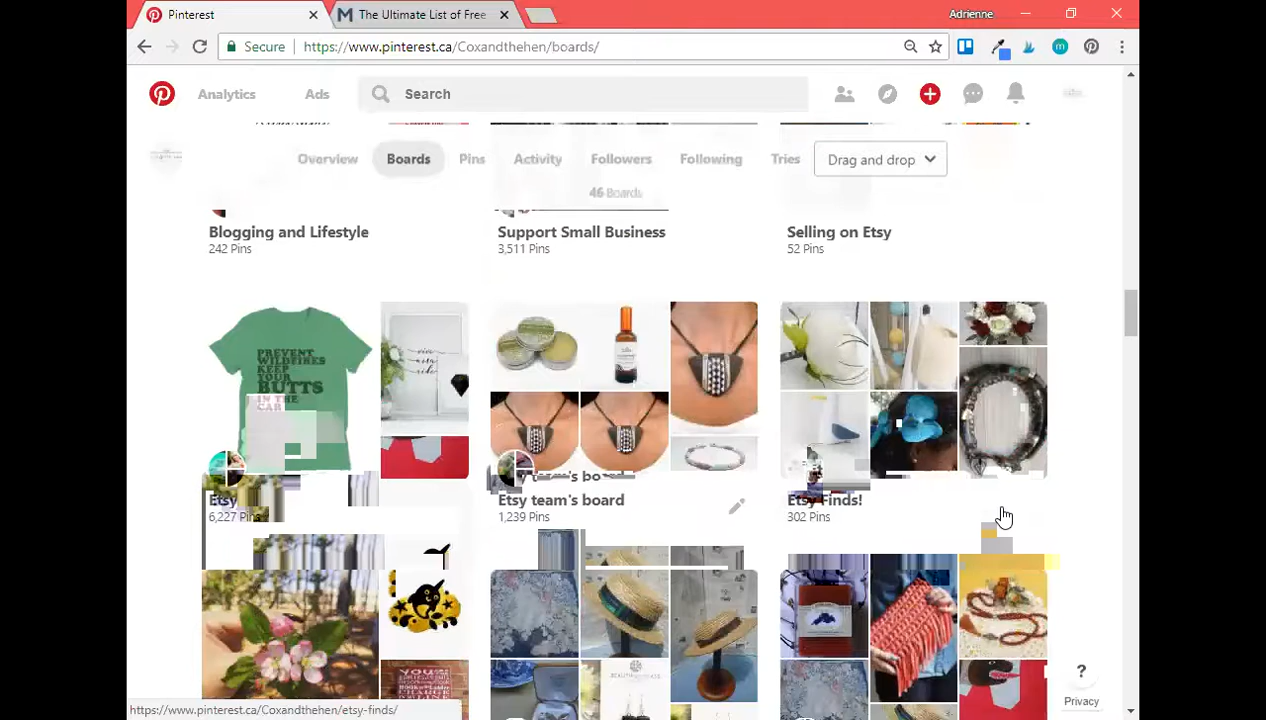 Pinterest
The Ultimate List of Free
Adrienne
Secure
https://www.pinterest.ca/Coxandthehen/boards/
Analytics
Ads
Search
Overview
Boards
Pins
Activity
Followers
Following
Tries
Drag and drop
46 Boards
Blogging and Lifestyle
242 Pins
Support Small Business
3,511 Pins
Selling on Etsy
52 Pins
PREVENT
WILDFIRES
KEEP
YOUR
BUTTS
IN THE
CAR
Etsy
6,227 Pins
Etsy team's board
1,239 Pins
Etsy Finds!
302 Pins
https://www.pinterest.ca/Coxandthehen/etsy-finds/
?
Privacy